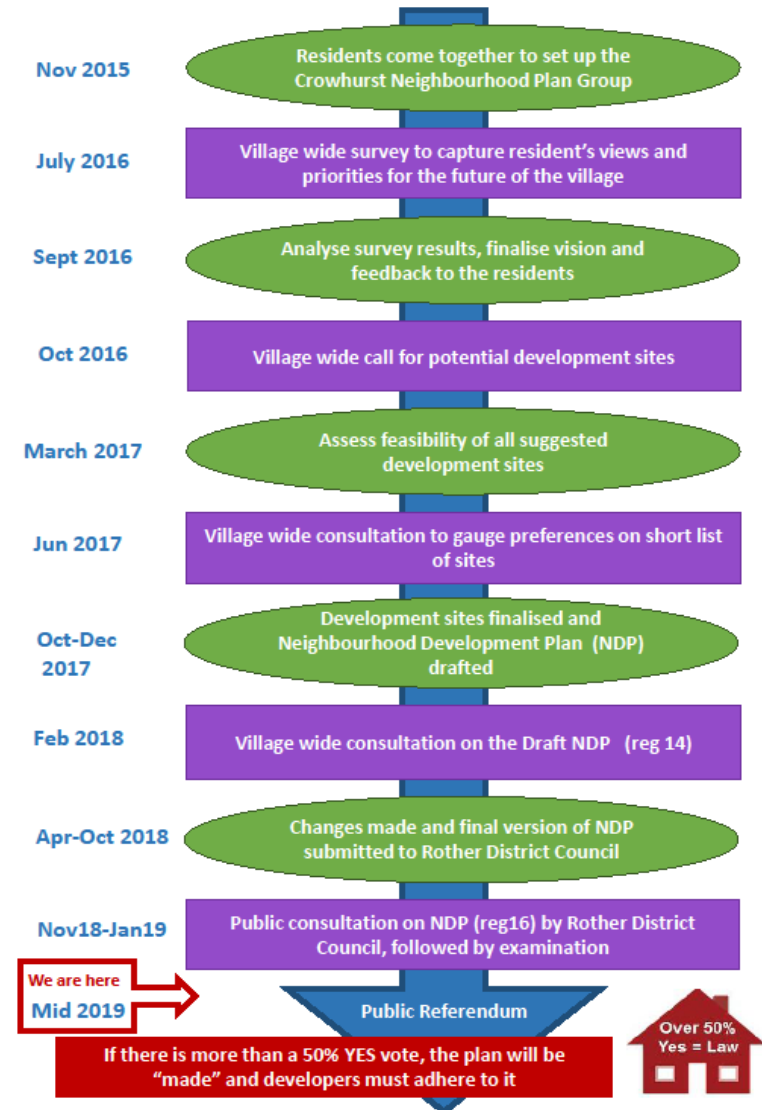 Nov 2015
Residents come together to set up the
Crowhurst Neighbourhood Plan Group
July 2016
Village wide survey to capture resident's views and
priorities for the future of the village
Sept 2016
Analyse survey results, finalise vision and
feedback to the residents
Oct 2016
Village wide call for potential development sites
March 2017
Assess feasibility of all suggested
development sites
Jun 2017
Village wide consultation to gauge preferences on short list
of sites
Oct-Dec
2017
Development sites finalised and
Neighbourhood Development Plan (NDP)
drafted
Feb 2018
Village wide consultation on the Draft NDP (reg 14)
Apr-Oct 2018
Changes made and final version of NDP
submitted to Rother District Council
Nov18-Jan19
Public consultation on NDP (reg16) by Rother District
Council, followed by examination
We are here
Mid 2019
Public Referendum
Over 50%
Yes = Law
If there is more than a 50% YES vote, the plan will be
"made" and developers must adhere to it